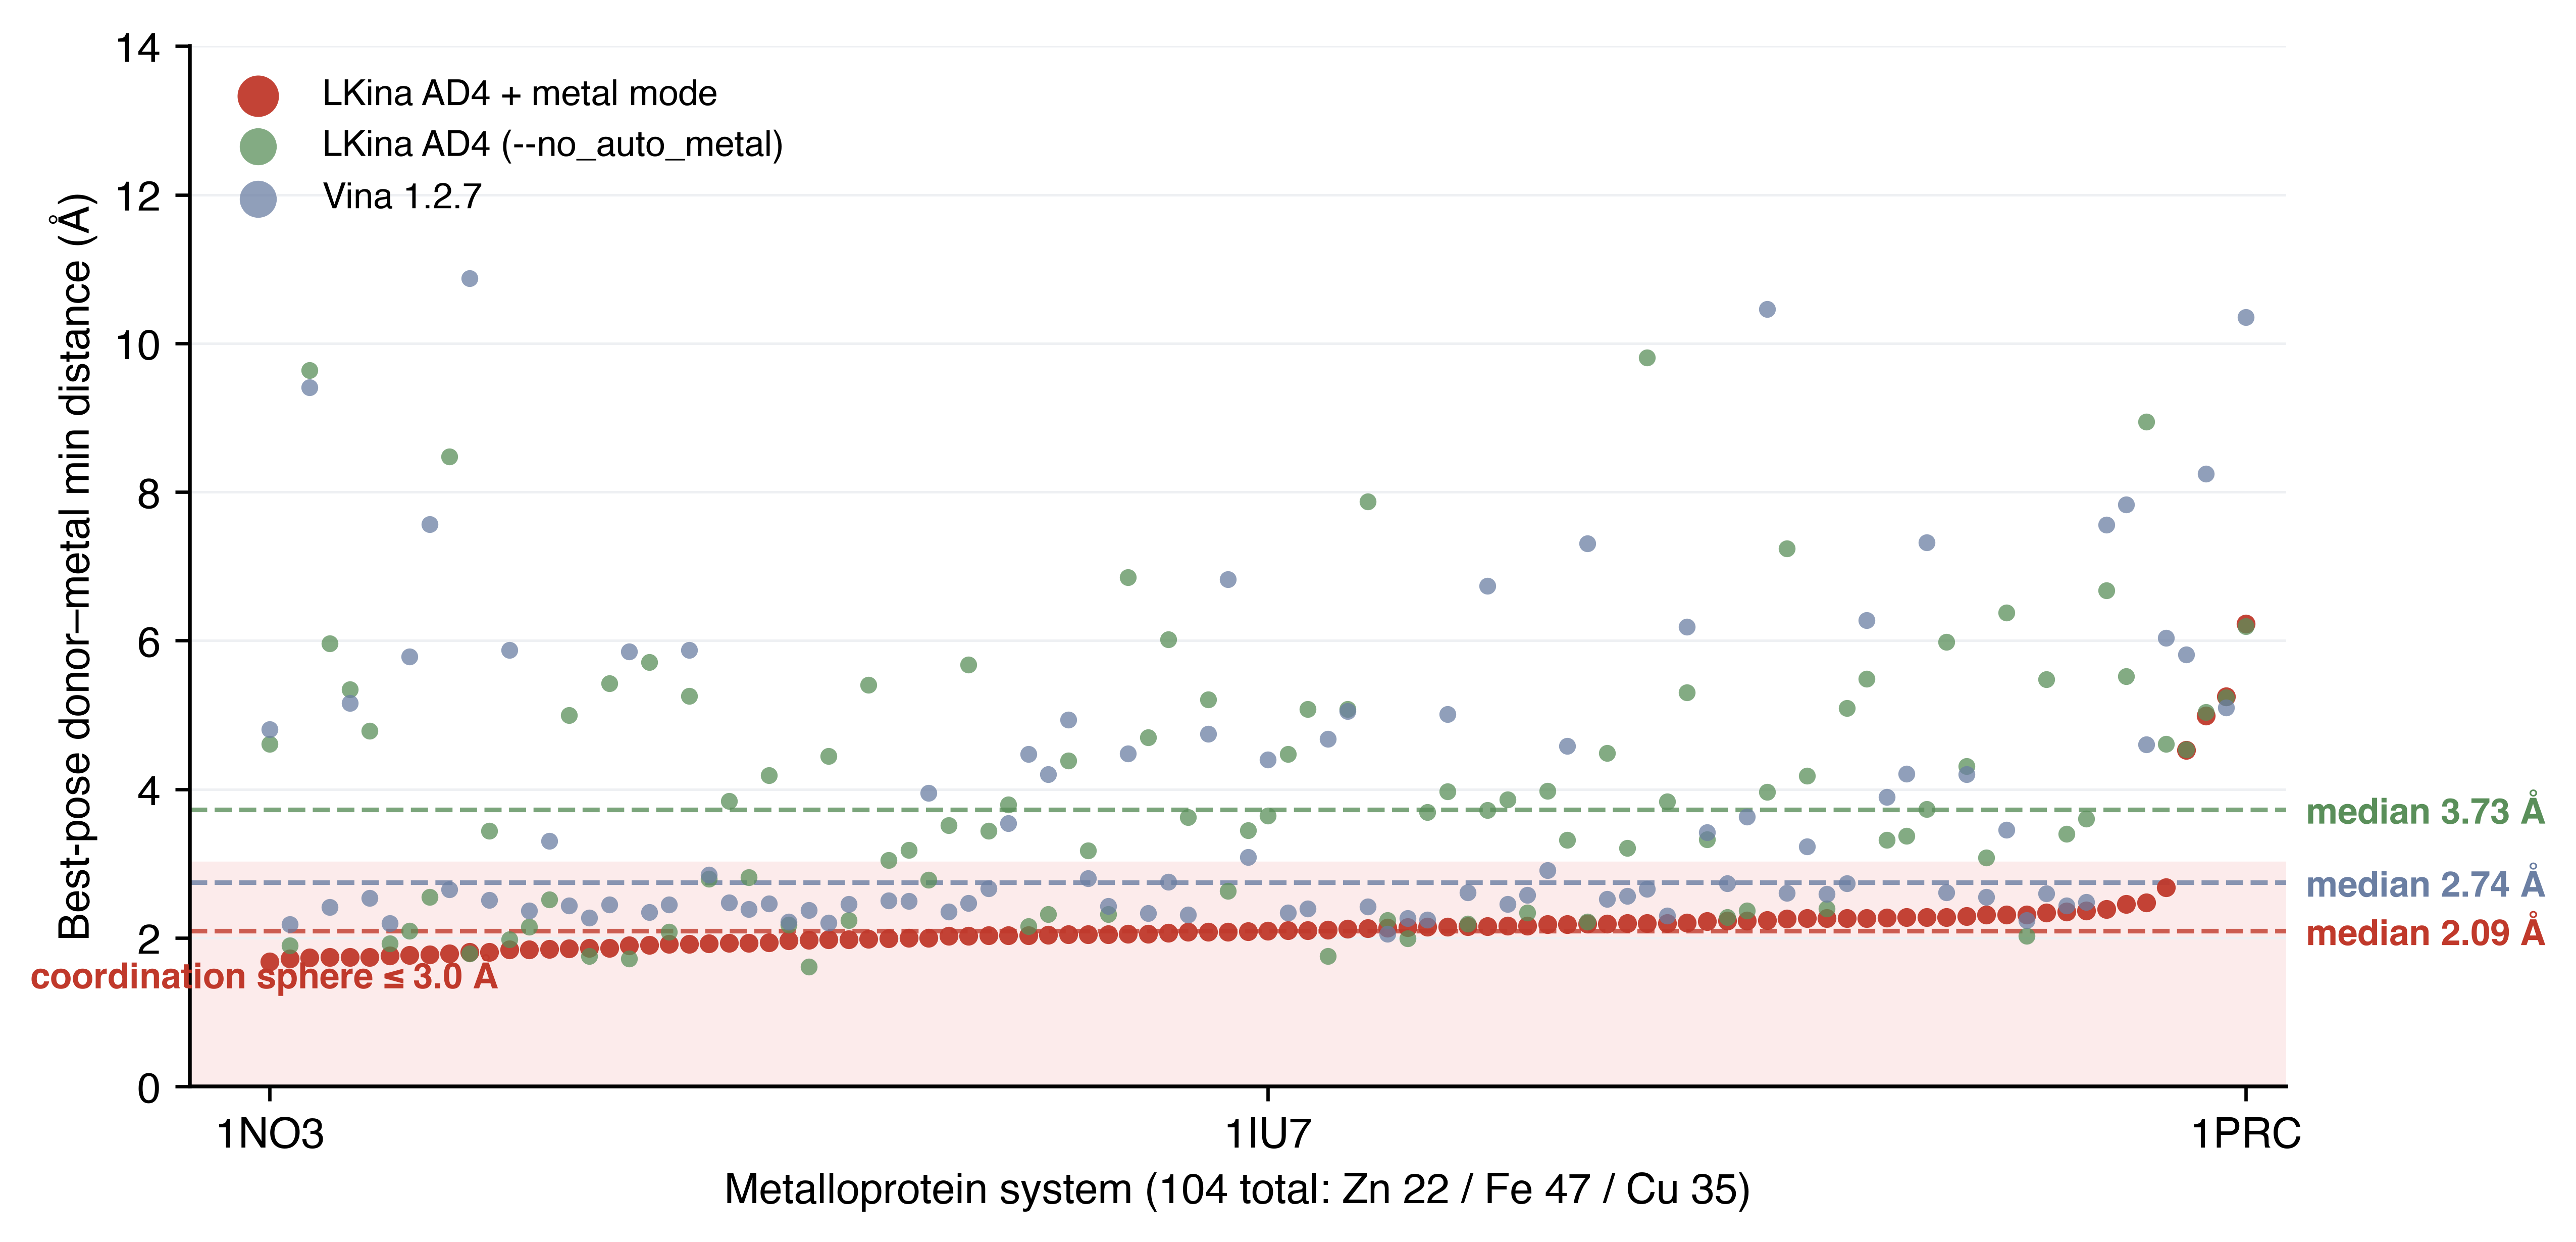 14
12
10
8
6
4
2
0
Best-pose donor–metal min distance (Å)
LKina AD4 + metal mode
LKina AD4 (--no_auto_metal)
Vina 1.2.7
median 3.73 Å
median 2.74 Å
median 2.09 Å
coordination sphere ≤ 3.0 Å
1NO3
1IU7
1PRC
Metalloprotein system (104 total: Zn 22 / Fe 47 / Cu 35)